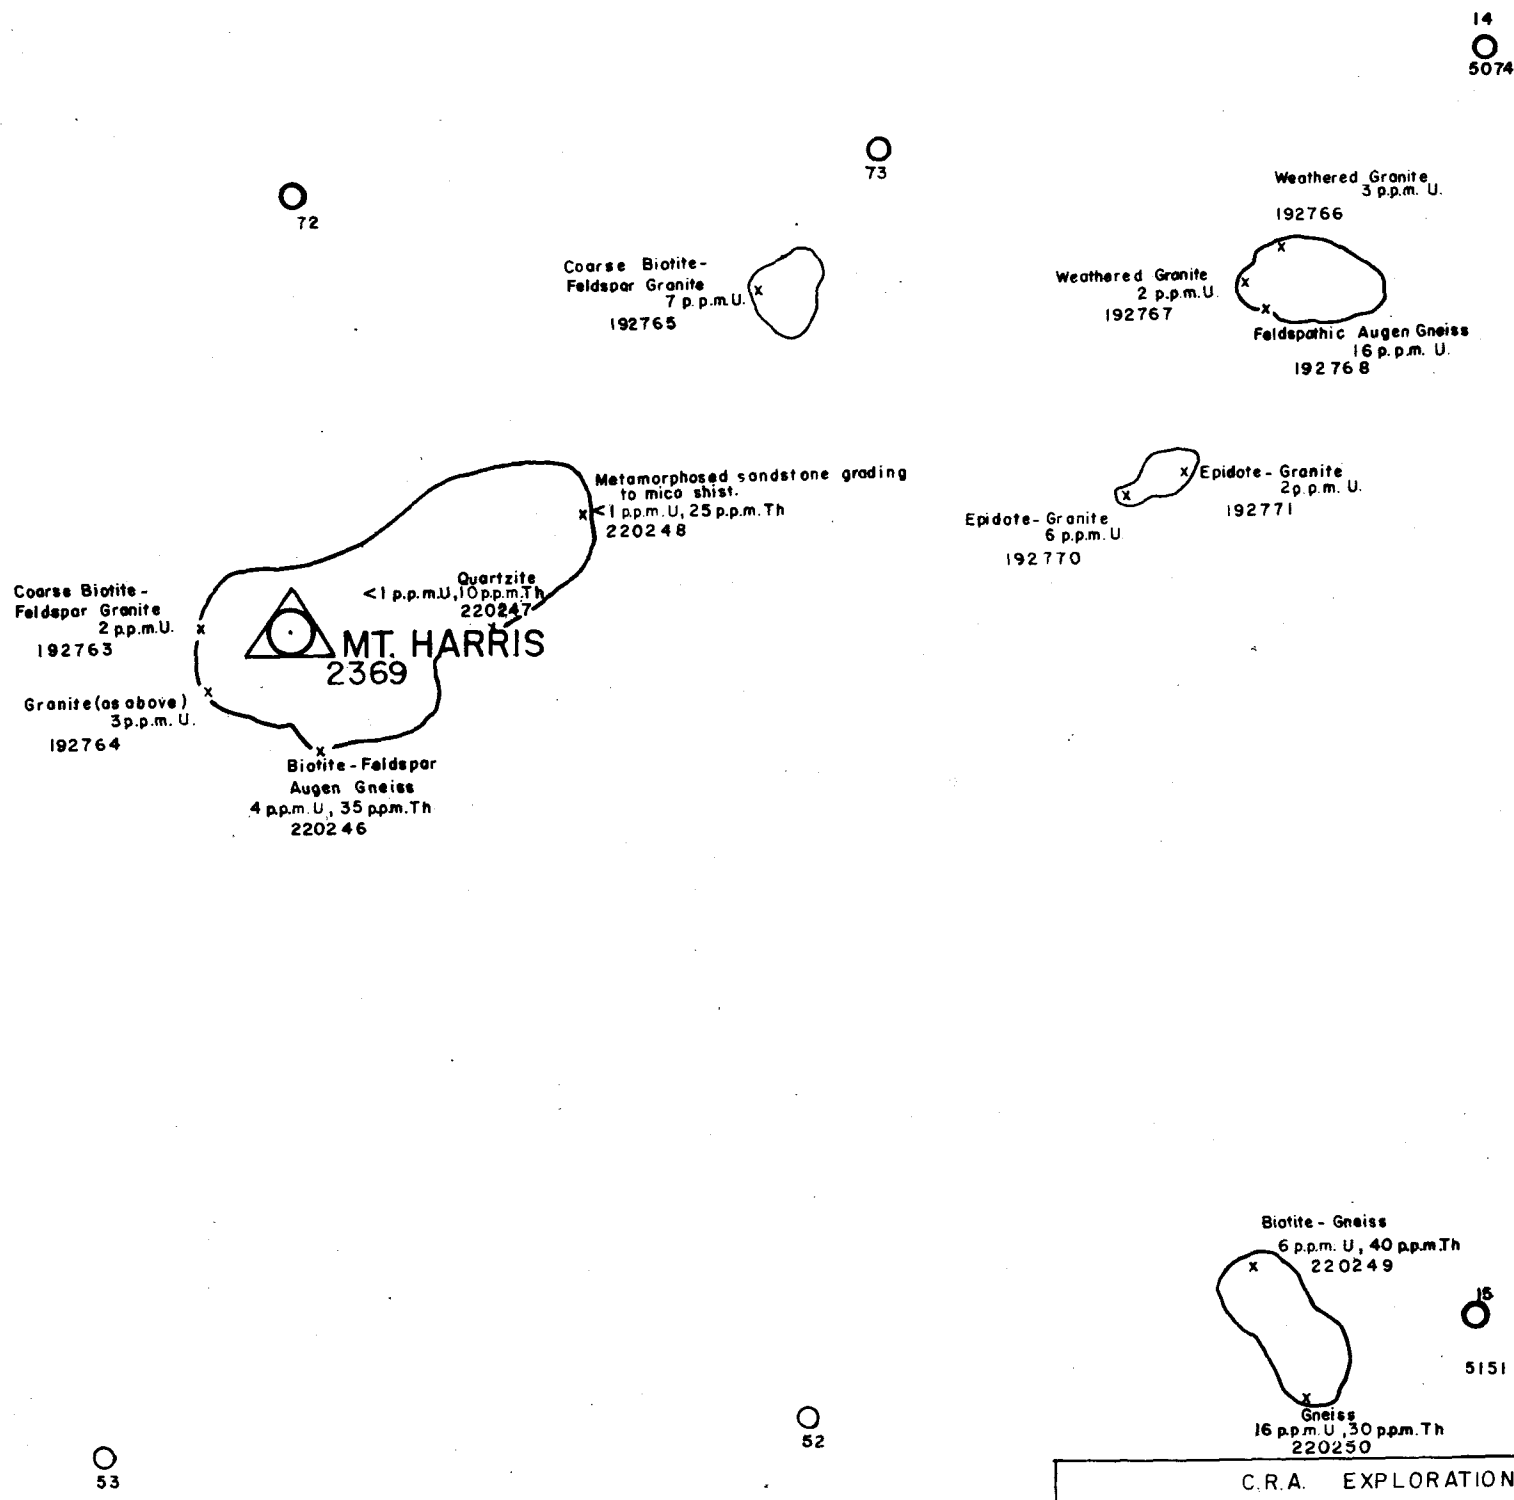 14
5074
73
72
Weathered Granite
3 p.p.m. U.
192766
Coarse Biotite-
Feldspar Granite
7 p.p.m.U.
192765
x
x
Weathered Granite
2 p.p.m.U.
192767
x
x
Feldspathic Augen Gneiss
16 p.p.m. U.
192768
Metamorphosed sandstone grading
to mica shist.
<1 p.p.m.U, 25 p.p.m.Th
220248
x
x
Epidote-Granite
2p.p.m. U.
192771
x
Epidote-Granite
6 p.p.m.U
192770
Quartzite
<1 p.p.m.U,10p.p.m.Th
220247
x
Coarse Biotite-
Feldspar Granite
2 p.p.m.U.
192763
x
MT. HARRIS
2369
Granite(as above)
3p.p.m. U.
192764
x
x
Biotite-Feldspar
Augen Gneiss
4 p.p.m. U, 35 p.p.m.Th
220246
Biotite-Gneiss
6 p.p.m. U, 40 p.p.m.Th
220249
x
15
5151
x
Gneiss
16 p.p.m. U ,30 p.p.m.Th
220250
52
53
C.R.A. EXPLORATION